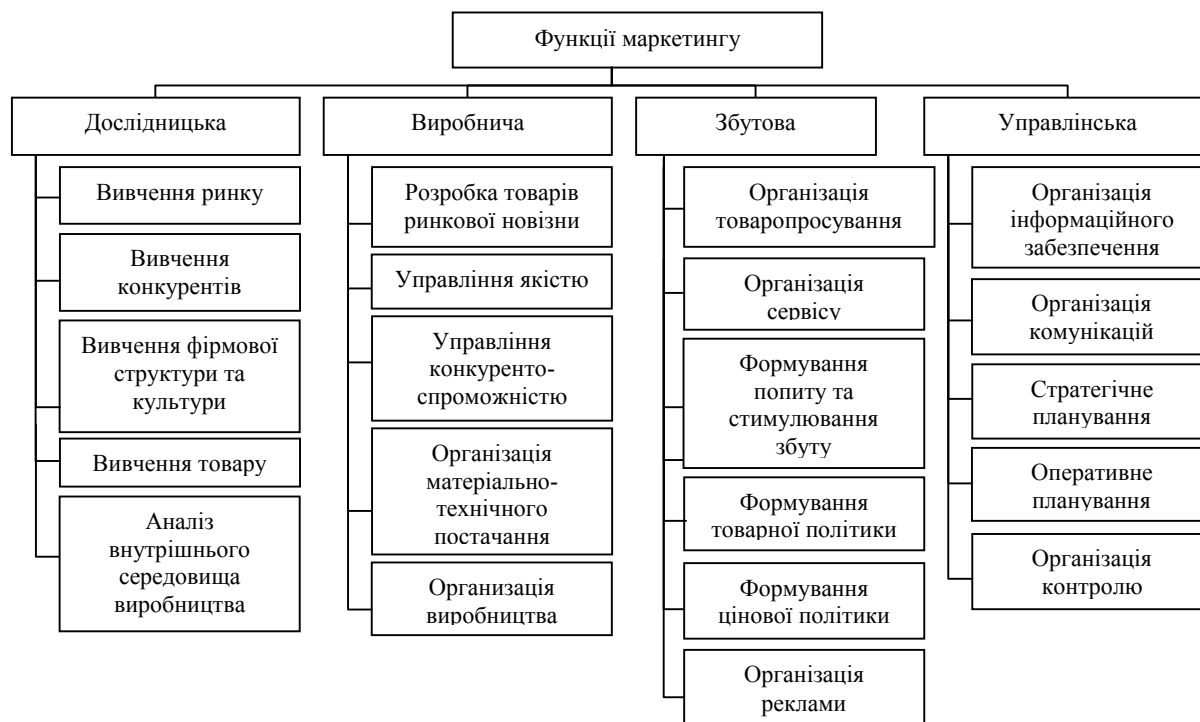 Функції маркетингу
Дослідницька
Вивчення ринку
Вивчення
конкурентів
Вивчення фірмової
структури та
культури
Вивчення товару
Аналіз
внутрішнього
середовища
виробництва
Виробнича
Розробка товарів
ринкової новізни
Управління якістю
Управління
конкуренто-
спроможністю
Організація
матеріально-
технічного
постачання
Организація
виробництва
Збутова
Організація
товаропросування
Організація
сервісу
Формування
попиту та
стимулювання
збуту
Формування
товарної політики
Формування
цінової політики
Організація
реклами
Управлінська
Організація
інформаційного
забезпечення
Організація
комунікацій
Стратегічне
планування
Оперативне
планування
Організація
контролю